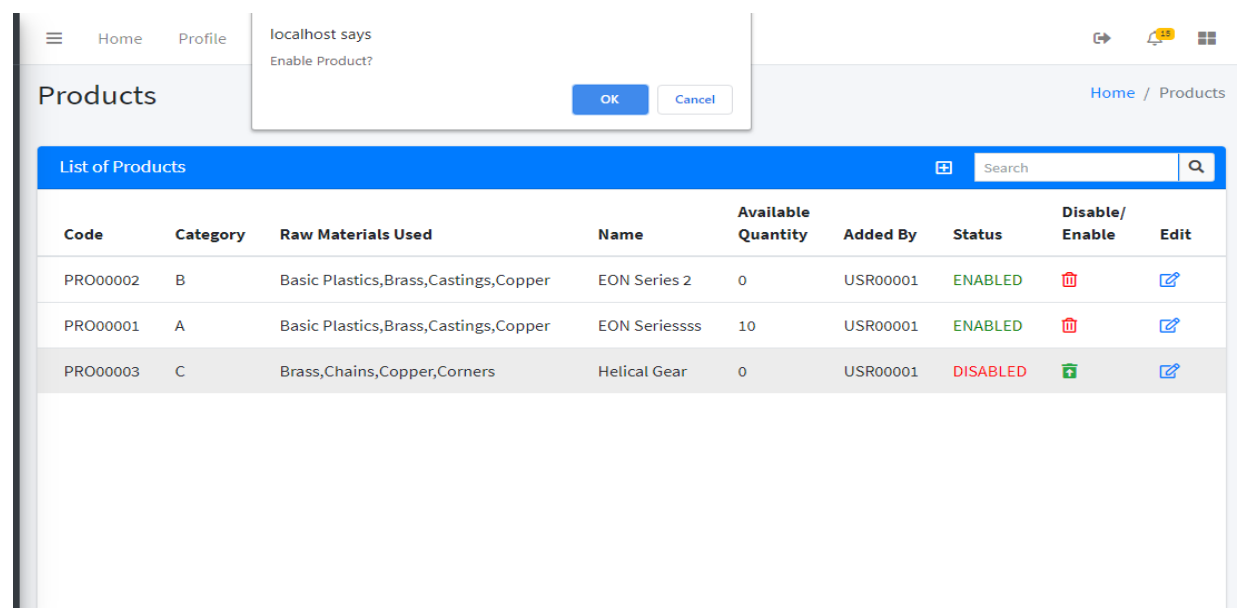 Home Profile
localhost says
Enable Product?
OK Cancel
15
Products
Home / Products
List of Products
Search
Code Category Raw Materials Used Name Available Quantity Added By Status Disable/ Enable Edit
PRO00002 B Basic Plastics,Brass,Castings,Copper EON Series 2 0 USR00001 ENABLED
PRO00001 A Basic Plastics,Brass,Castings,Copper EON Seriessss 10 USR00001 ENABLED
PRO00003 C Brass,Chains,Copper,Corners Helical Gear 0 USR00001 DISABLED